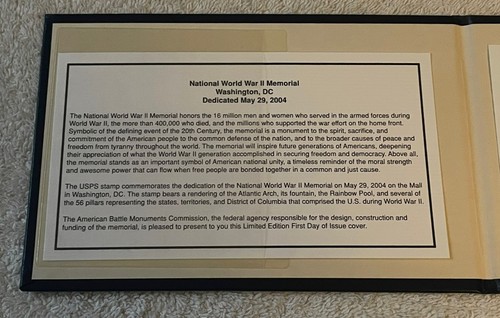 National World War II Memorial
Washington, DC
Dedicated May 29, 2004
The National World War II Memorial honors the 16 million men and women who served in the armed forces during
World War II, the more than 400,000 who died, and the millions who supported the war effort on the home front.
Symbolic of the defining event of the 20th Century, the memorial is a monument to the spirit, sacrifice, and
commitment of the American people to the common defense of the nation, and to the broader causes of peace and
freedom from tyranny throughout the world. The memorial will inspire future generations of Americans, deepening
their appreciation of what the World War II generation accomplished in securing freedom and democracy. Above all,
the memorial stands as an important symbol of American national unity, a timeless reminder of the moral strength
and awesome power that can flow when free people are bonded together in a common and just cause.
The USPS stamp commemorates the dedication of the National World War II Memorial on May 29, 2004 on the Mall
in Washington, DC. The stamp bears a rendering of the Atlantic Arch, its fountain, the Rainbow Pool, and several of
the 56 pillars representing the states, territories, and District of Columbia that comprised the U.S. during World War II.
The American Battle Monuments Commission, the federal agency responsible for the design, construction and
funding of the memorial, is pleased to present to you this Limited Edition First Day of Issue cover.